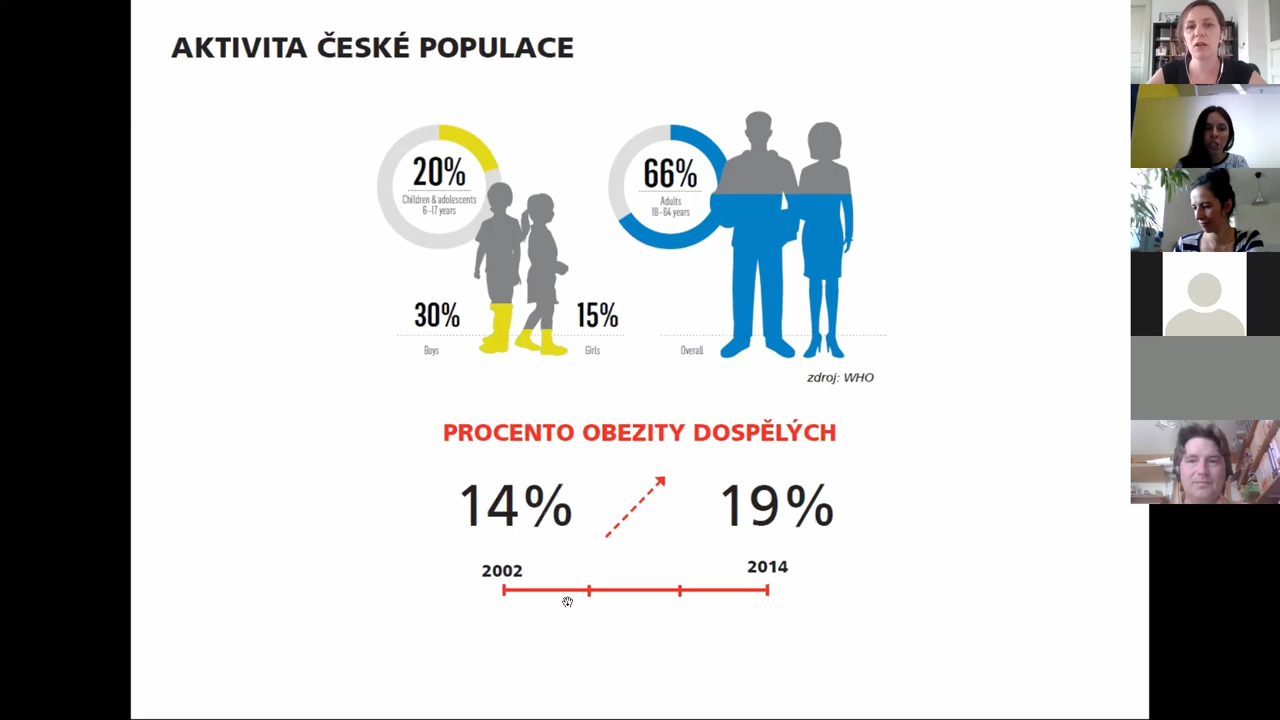 AKTIVITA ČESKÉ POPULACE
20%
Children & adolescents
6–17 years
30%
Boys
15%
Girls
66%
Adults
18–64 years
Overall
zdroj: WHO
PROCENTO OBEZITY DOSPĚLÝCH
14%
19%
2002
2014